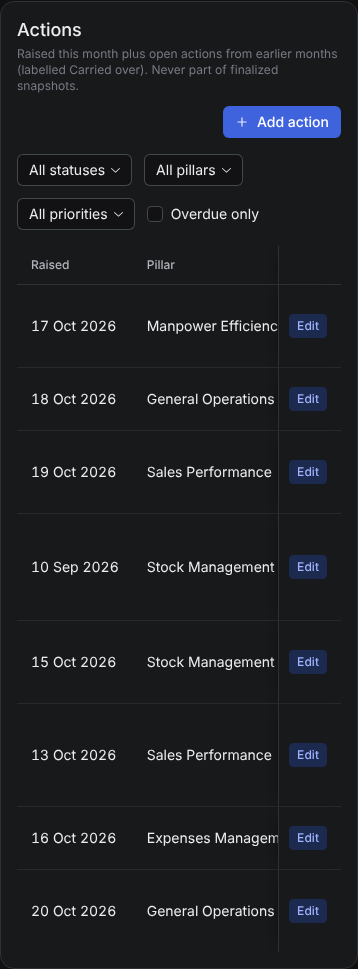 Actions
Raised this month plus open actions from earlier months
(labelled Carried over). Never part of finalized
snapshots.
+ Add action
All statuses
All pillars
All priorities
Overdue only
Raised Pillar
17 Oct 2026 Manpower Efficienc Edit
18 Oct 2026 General Operations Edit
19 Oct 2026 Sales Performance Edit
10 Sep 2026 Stock Management Edit
15 Oct 2026 Stock Management Edit
13 Oct 2026 Sales Performance Edit
16 Oct 2026 Expenses Managem Edit
20 Oct 2026 General Operations Edit